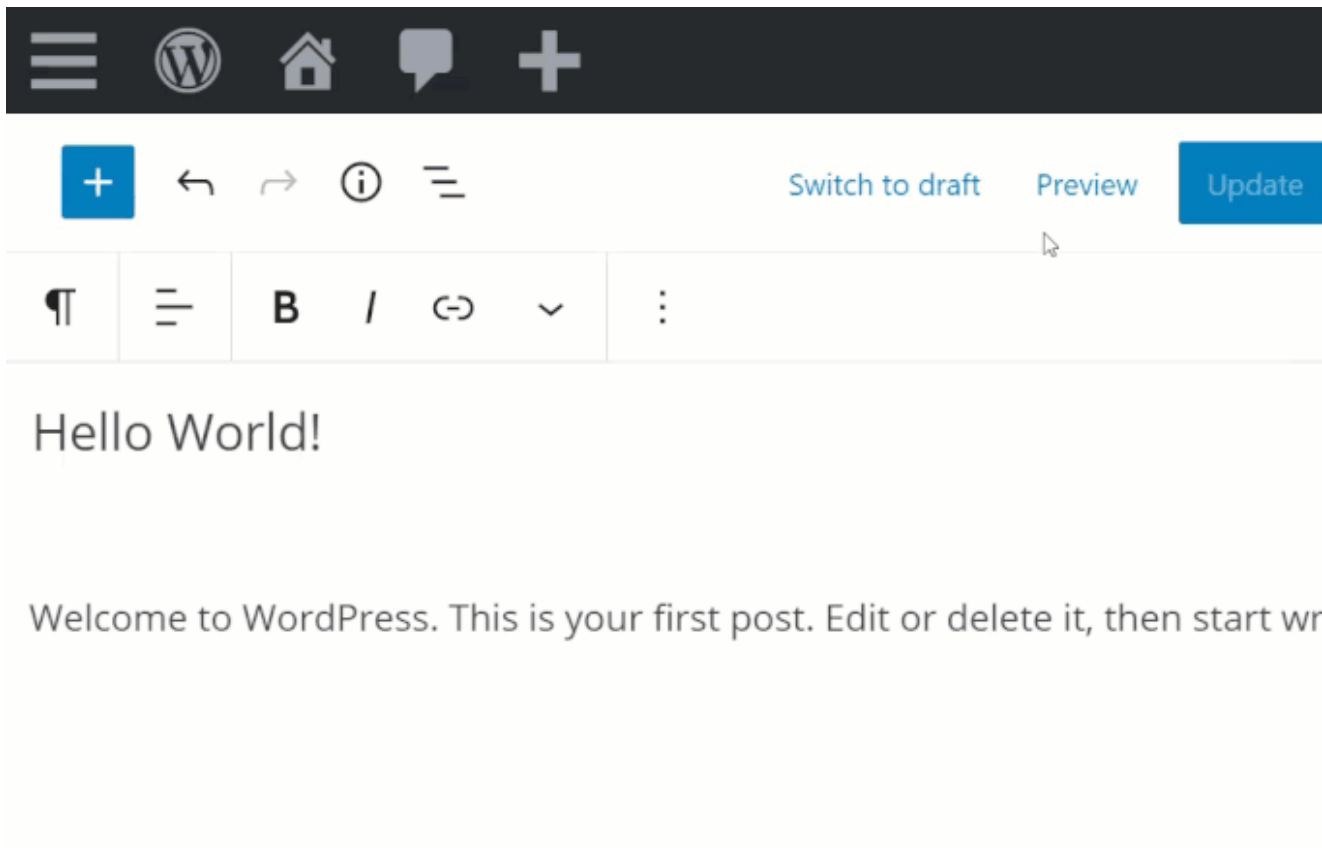 Switch to draft Preview Update
B I
Hello World!
Welcome to WordPress. This is your first post. Edit or delete it, then start wr